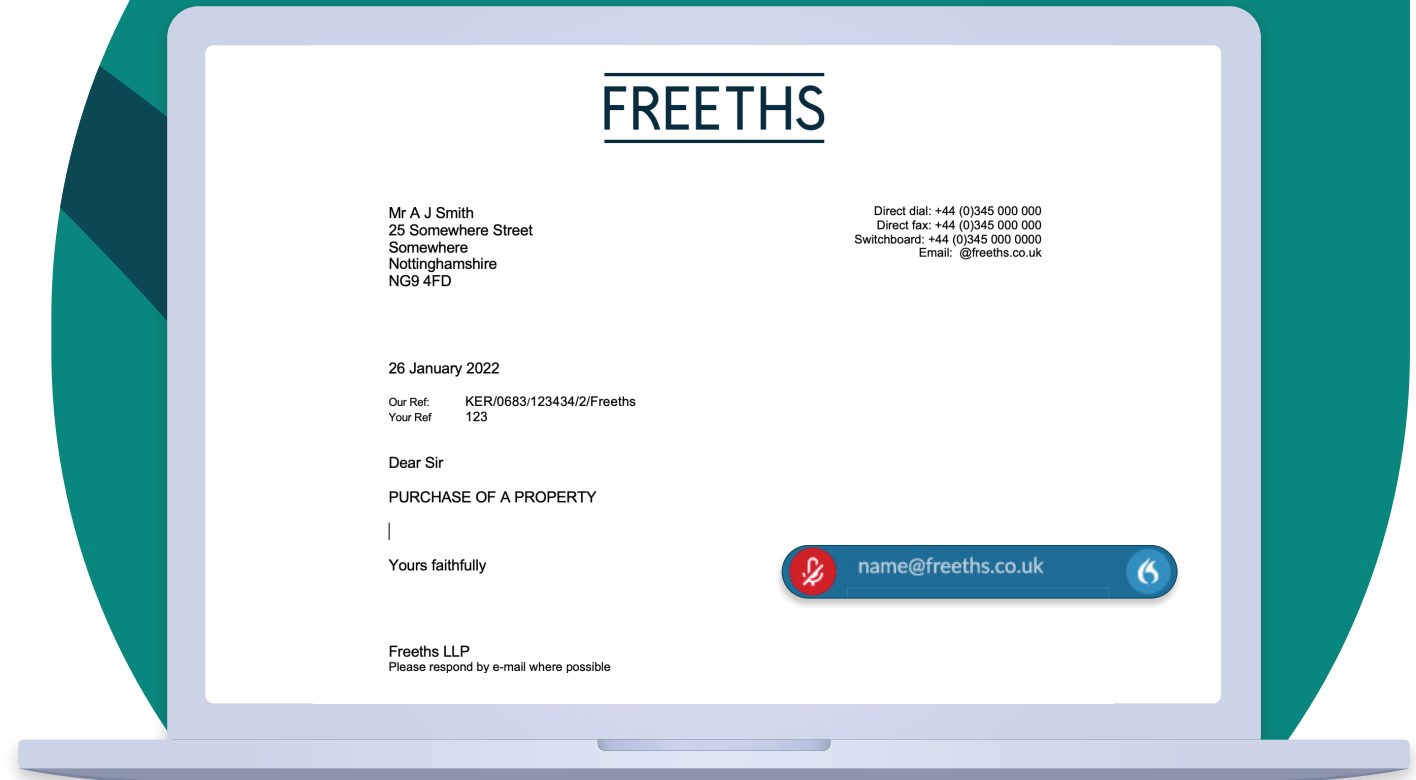 FREETHS
Mr A J Smith
25 Somewhere Street
Somewhere
Nottinghamshire
NG9 4FD
Direct dial: +44 (0)345 000 000
Direct fax: +44 (0)345 000 000
Switchboard: +44 (0)345 000 0000
Email:  @freeths.co.uk
26 January 2022
Our Ref: KER/0683/123434/2/Freeths
Your Ref 123
Dear Sir
PURCHASE OF A PROPERTY
Yours faithfully
name@freeths.co.uk
Freeths LLP
Please respond by e-mail where possible